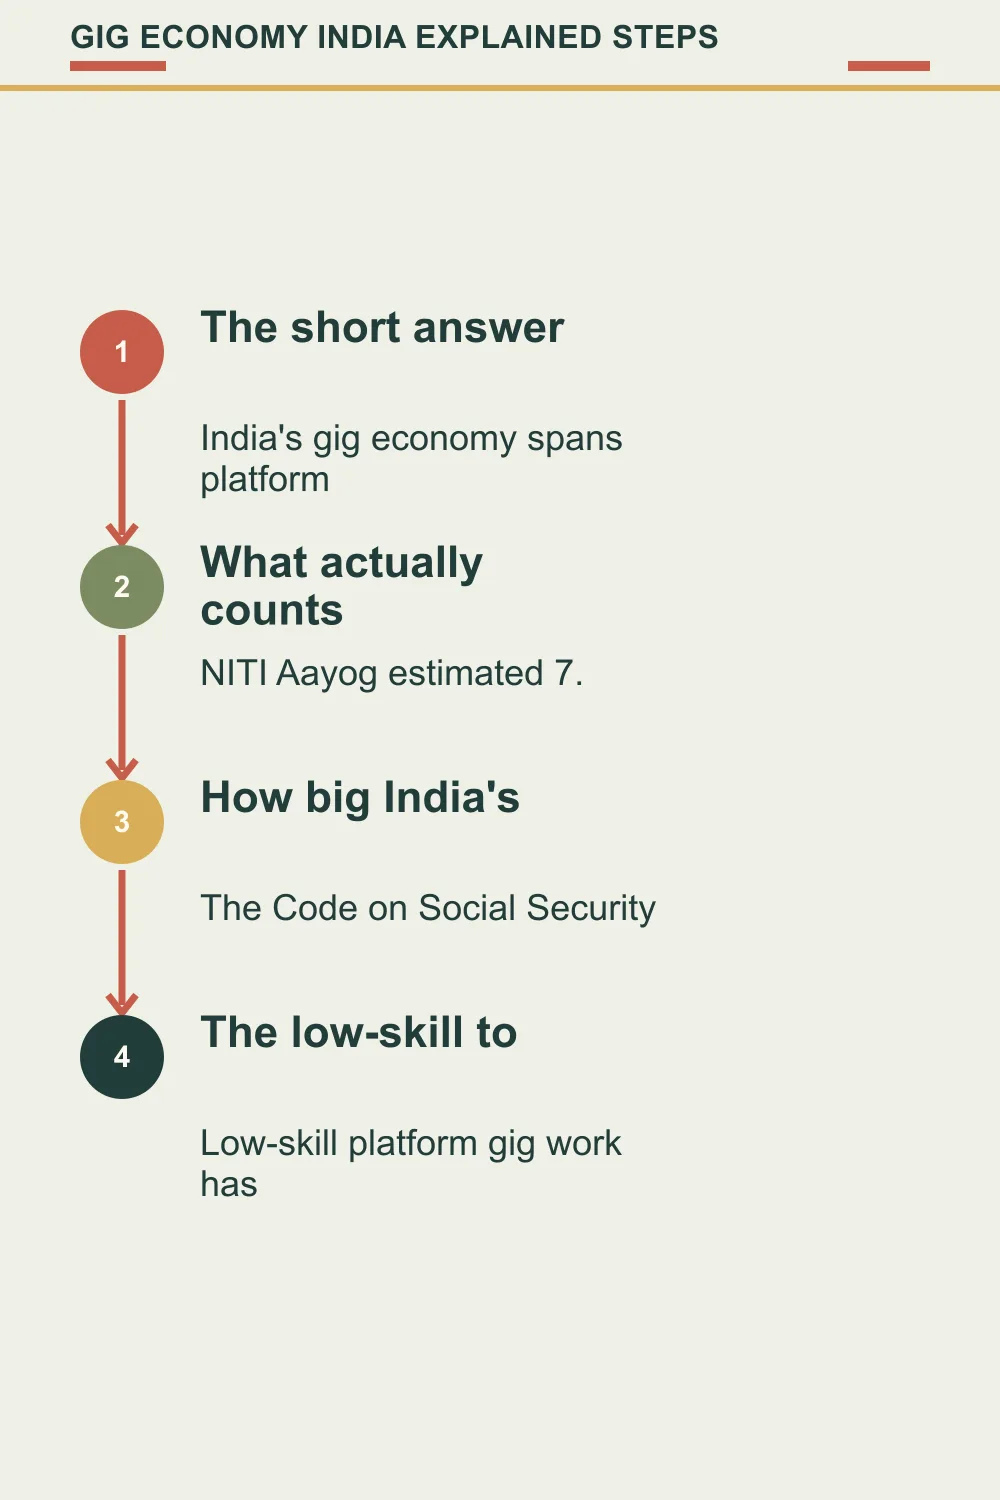 GIG ECONOMY INDIA EXPLAINED STEPS
1
The short answer
India's gig economy spans
platform
2
What actually
counts
NITI Aayog estimated 7.
3
How big India's
The Code on Social Security
4
The low-skill to
Low-skill platform gig work
has